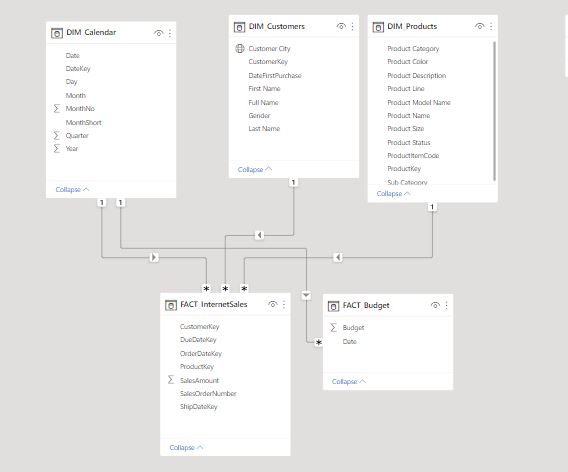 DIM_Calendar
Date
DateKey
Day
Month
MonthNo
MonthShort
Quarter
Year
Collapse
DIM_Customers
Customer City
CustomerKey
DateFirstPurchase
First Name
Full Name
Gender
Last Name
Collapse
DIM_Products
Product Category
Product Color
Product Description
Product Line
Product Model Name
Product Name
Product Size
Product Status
ProductItemCode
ProductKey
Sub Category
Collapse
1
1
1
1
*
*
*
*
FACT_InternetSales
CustomerKey
DueDateKey
OrderDateKey
ProductKey
SalesAmount
SalesOrderNumber
ShipDateKey
Collapse
FACT_Budget
Budget
Date
Collapse